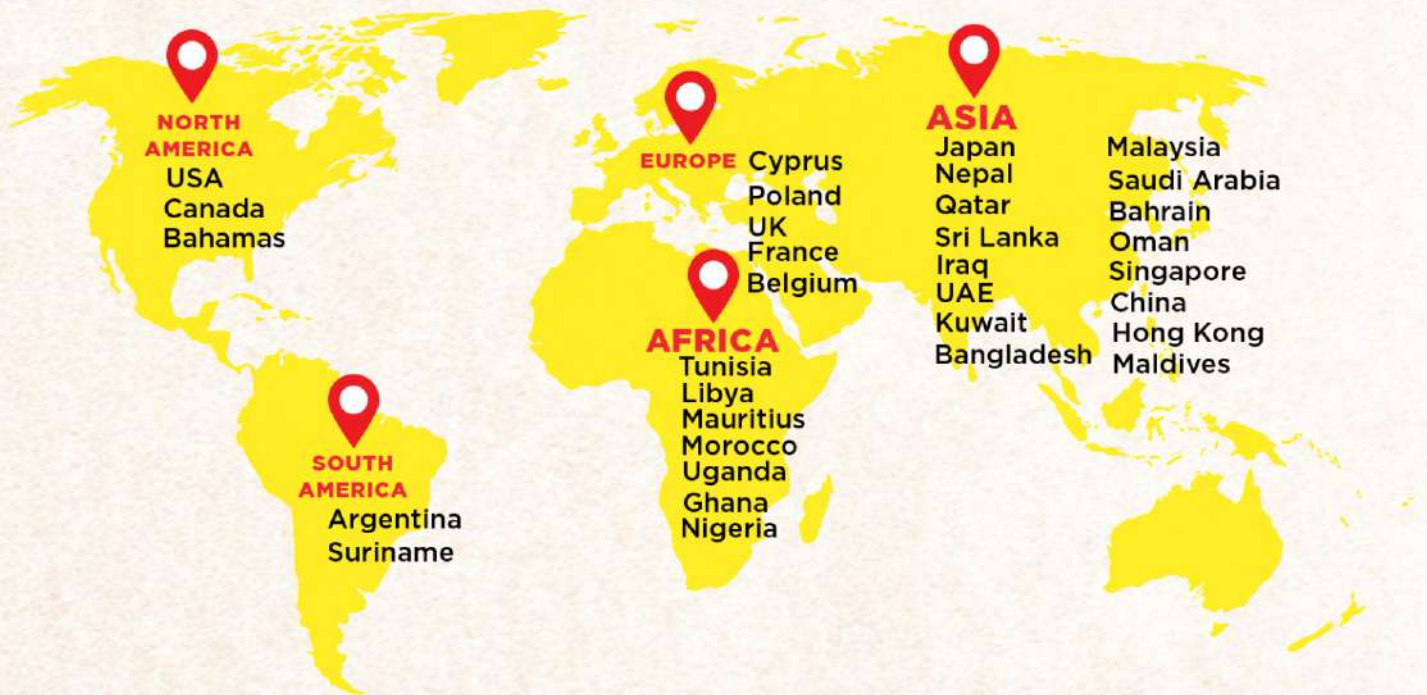 NORTH
AMERICA
USA
Canada
Bahamas
SOUTH
AMERICA
Argentina
Suriname
EUROPE
Cyprus
Poland
UK
France
Belgium
AFRICA
Tunisia
Libya
Mauritius
Morocco
Uganda
Ghana
Nigeria
ASIA
Japan
Nepal
Qatar
Sri Lanka
Iraq
UAE
Kuwait
Bangladesh
Malaysia
Saudi Arabia
Bahrain
Oman
Singapore
China
Hong Kong
Maldives